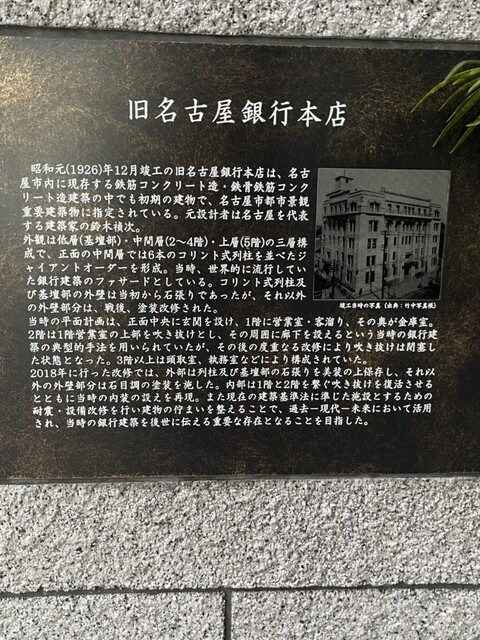 旧名古屋銀行本店
昭和元(1926)年12月竣工の旧名古屋銀行本店は、名古
屋市内に現存する鉄筋コンクリート造・鉄骨鉄筋コンク
リート造建築の中でも初期の建物で、名古屋市都市景観
重要建築物に指定されている。元設計者は名古屋を代表
する建築家の鈴木禎次。
外観は低層(基壇部)・中間層(2〜4階)・上層(5階)の三層構
成で、正面の中間層では6本のコリント式列柱を並べたジ
ャイアントオーダーを形成。当時、世界的に流行してい
た銀行建築のファサードとしている。コリント式列柱及
び基壇部の外壁は当初から石張りであったが、それ以外
の外壁部分は、戦後、塗装改修された。
竣工当時の写真(出典:竹中写真帳)
当時の平面計画は、正面中央に玄関を設け、1階に営業室・客溜り、その奥が金庫室。
2階は1階営業室の上部を吹き抜けとし、その周囲に廊下を設えるという当時の銀行建
築の典型的手法を用いられていたが、その後の度重なる改修により吹き抜けは閉塞し
た状態となった。3階以上は頭取室、執務室などにより構成されていた。
2018年に行った改修では、外部は列柱及び基壇部の石張りを美装の上保存し、それ以
外の外壁部分は石目調の塗装を施した。内部は1階と2階を繋ぐ吹き抜けを復活させる
とともに当時の内装の設えを再現。また現在の建築基準法に準じた施設とするための
耐震・設備改修を行い建物の佇まいを整えることで、過去−現代−未来において活用
され、当時の銀行建築を後世に伝える重要な存在となることを目指した。